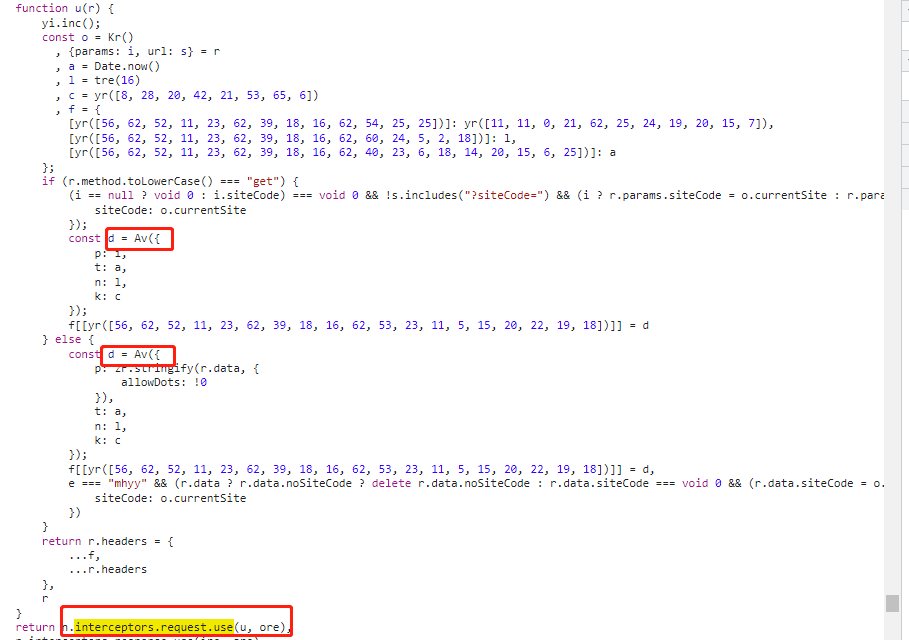 function u(r) {
yi.inc();
const o = Kr()
, {params: i, url: s} = r
, a = Date.now()
, l = tre(16)
, c = yr([8, 28, 20, 42, 21, 53, 65, 6])
, f = {
[yr([56, 62, 52, 11, 23, 62, 39, 18, 16, 62, 54, 25, 25])]: yr([11, 11, 0, 21, 62, 25, 24, 19, 20, 15, 7]),
[yr([56, 62, 52, 11, 23, 62, 39, 18, 16, 62, 60, 24, 5, 2, 18])]: l,
[yr([56, 62, 52, 11, 23, 62, 39, 18, 16, 62, 40, 23, 6, 18, 14, 20, 15, 6, 25])]: a
};
if (r.method.toLowerCase() === "get") {
(i == null ? void 0 : i.siteCode) === void 0 && !s.includes("?siteCode=") && (i ? r.params.siteCode = o.currentSite : r.para
siteCode: o.currentSite
});
const d = Av({
p: i,
t: a,
n: l,
k: c
});
f[[yr([56, 62, 52, 11, 23, 62, 39, 18, 16, 62, 53, 23, 11, 5, 15, 20, 22, 19, 18])]] = d
} else {
const d = Av({
p: zr.stringify(r.data, {
allowDots: !0
}),
t: a,
n: l,
k: c
});
f[[yr([56, 62, 52, 11, 23, 62, 39, 18, 16, 62, 53, 23, 11, 5, 15, 20, 22, 19, 18])]] = d,
e === "mhyy" && (r.data ? r.data.noSiteCode ? delete r.data.noSiteCode : r.data.siteCode === void 0 && (r.data.siteCode = o.
siteCode: o.currentSite
})
}
return r.headers = {
...f,
...r.headers
},
r
}
return n.interceptors.request.use(u, ore),